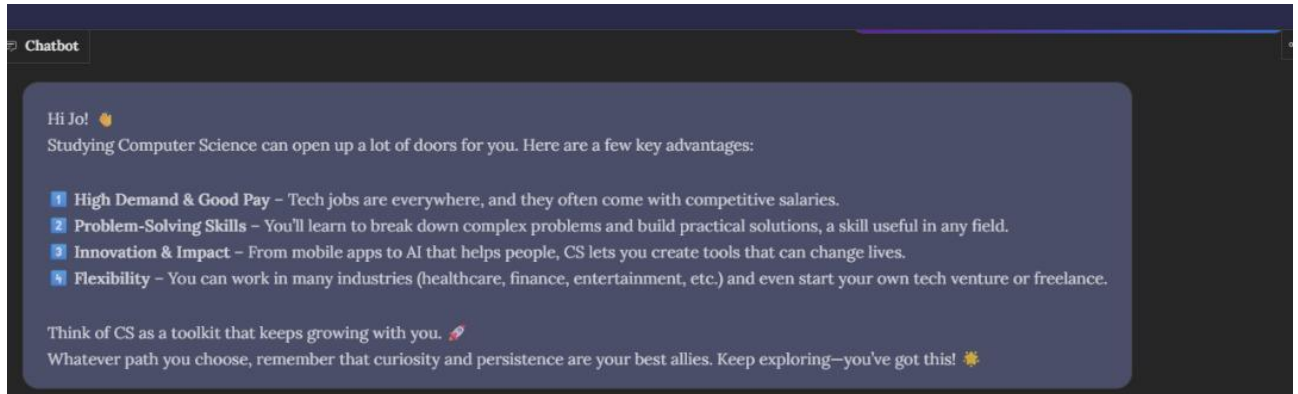 Chatbot
Hi Jo! 👋
Studying Computer Science can open up a lot of doors for you. Here are a few key advantages:
1️⃣ High Demand & Good Pay – Tech jobs are everywhere, and they often come with competitive salaries.
2️⃣ Problem-Solving Skills – You'll learn to break down complex problems and build practical solutions, a skill useful in any field.
3️⃣ Innovation & Impact – From mobile apps to AI that helps people, CS lets you create tools that can change lives.
4️⃣ Flexibility – You can work in many industries (healthcare, finance, entertainment, etc.) and even start your own tech venture or freelance.
Think of CS as a toolkit that keeps growing with you. 🚀
Whatever path you choose, remember that curiosity and persistence are your best allies. Keep exploring—you've got this! 🌟